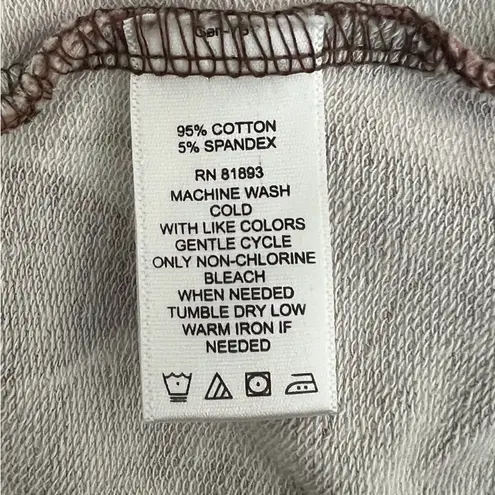 95% COTTON
5% SPANDEX
RN 81893
MACHINE WASH
COLD
WITH LIKE COLORS
GENTLE CYCLE
ONLY NON-CHLORINE
BLEACH
WHEN NEEDED
TUMBLE DRY LOW
WARM IRON IF
NEEDED